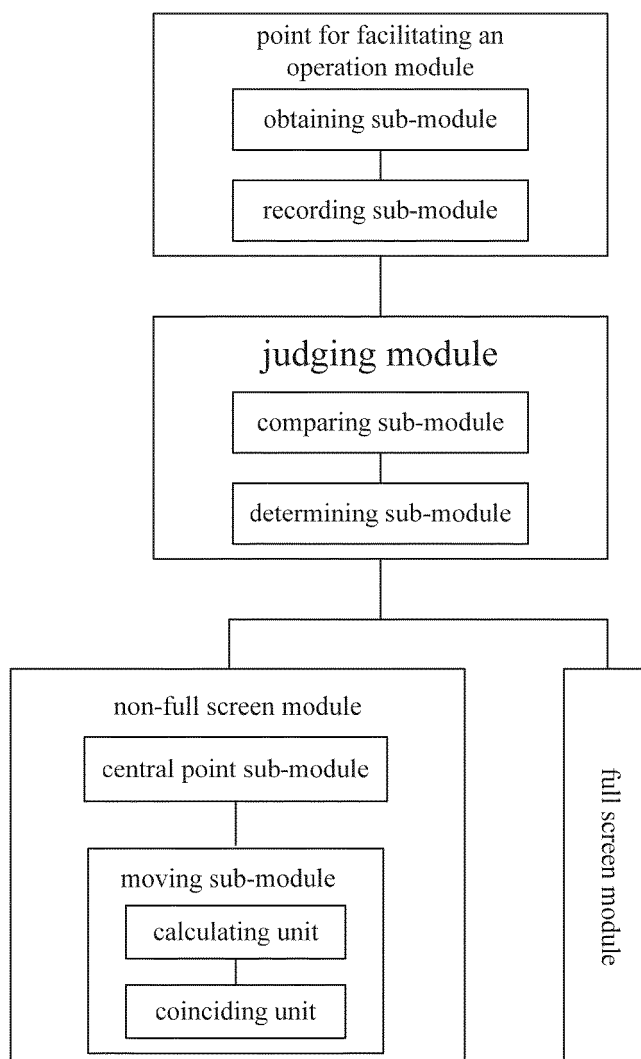 point for facilitating an
operation module
obtaining sub-module
recording sub-module
judging module
comparing sub-module
determining sub-module
non-full screen module
central point sub-module
moving sub-module
calculating unit
coinciding unit
full screen module